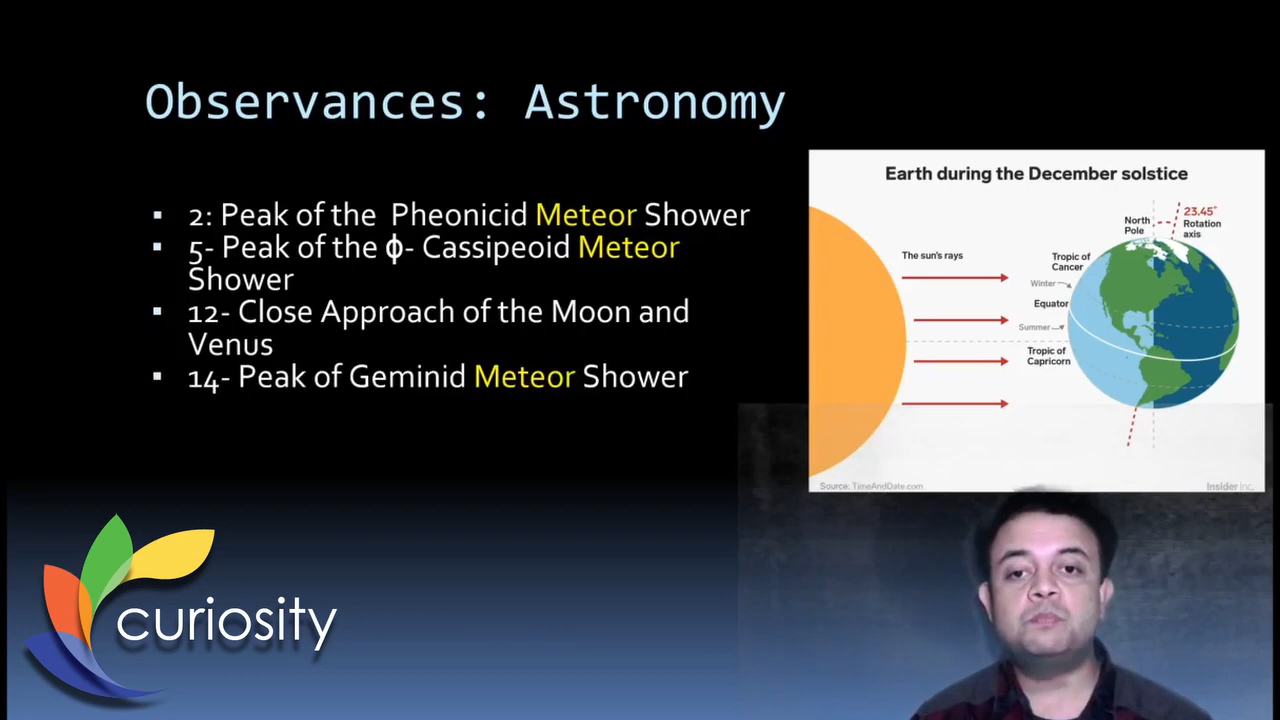 Observances: Astronomy
▪ 2: Peak of the Pheonicid Meteor Shower
▪ 5- Peak of the ϕ- Cassipeoid Meteor
Shower
▪ 12- Close Approach of the Moon and
Venus
▪ 14- Peak of Geminid Meteor Shower
Earth during the December solstice
North
Pole
23.45°
Rotation
axis
The sun's rays
Tropic of
Cancer
Winter
Equator
Summer
Tropic of
Capricorn
Source: TimeAndDate.com
Insider Inc.
curiosity